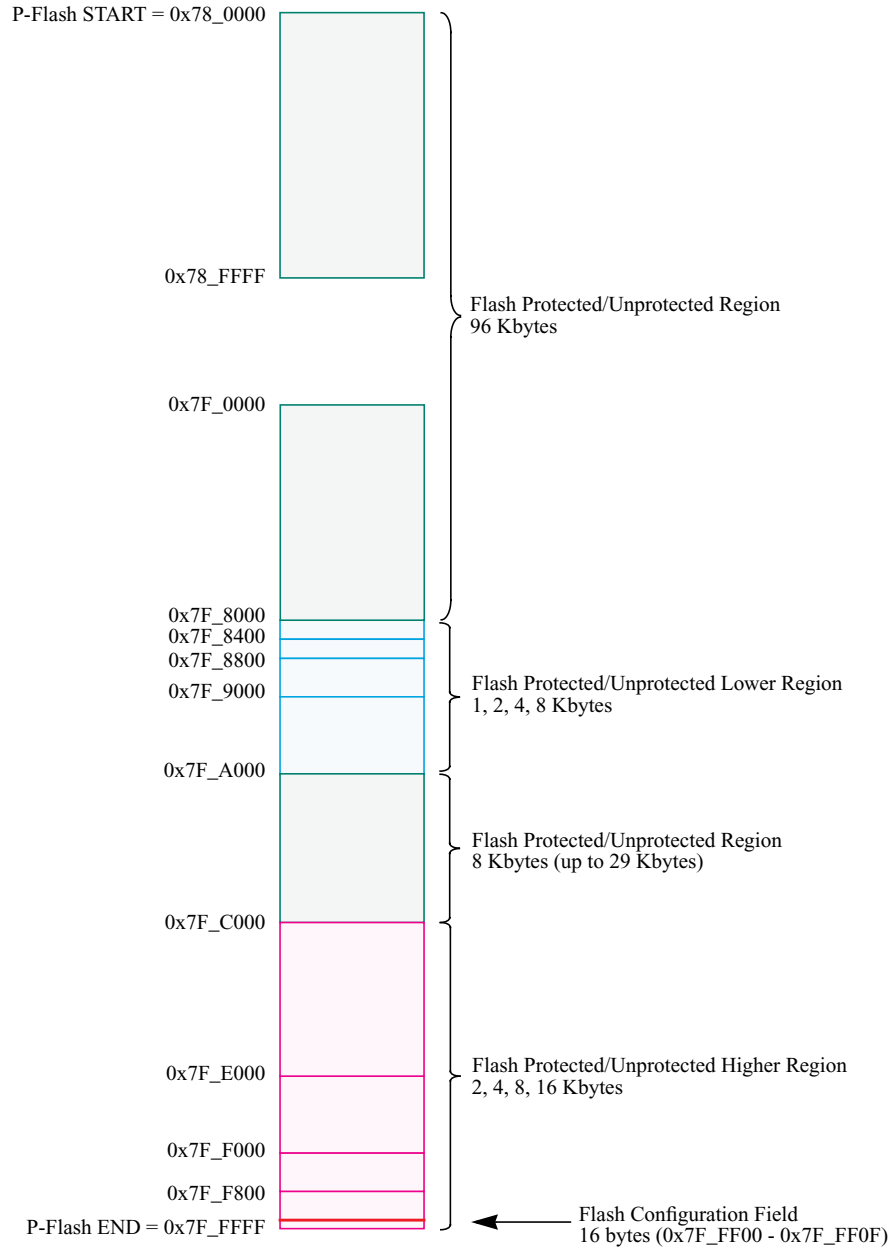 P-Flash START = 0x78_0000
0x78_FFFF
Flash Protected/Unprotected Region
96 Kbytes
0x7F_0000
0x7F_8000
0x7F_8400
0x7F_8800
0x7F_9000
Flash Protected/Unprotected Lower Region
1, 2, 4, 8 Kbytes
0x7F_A000
Flash Protected/Unprotected Region
8 Kbytes (up to 29 Kbytes)
0x7F_C000
Flash Protected/Unprotected Higher Region
2, 4, 8, 16 Kbytes
0x7F_E000
0x7F_F000
0x7F_F800
P-Flash END = 0x7F_FFFF
Flash Configuration Field
16 bytes (0x7F_FF00 - 0x7F_FF0F)